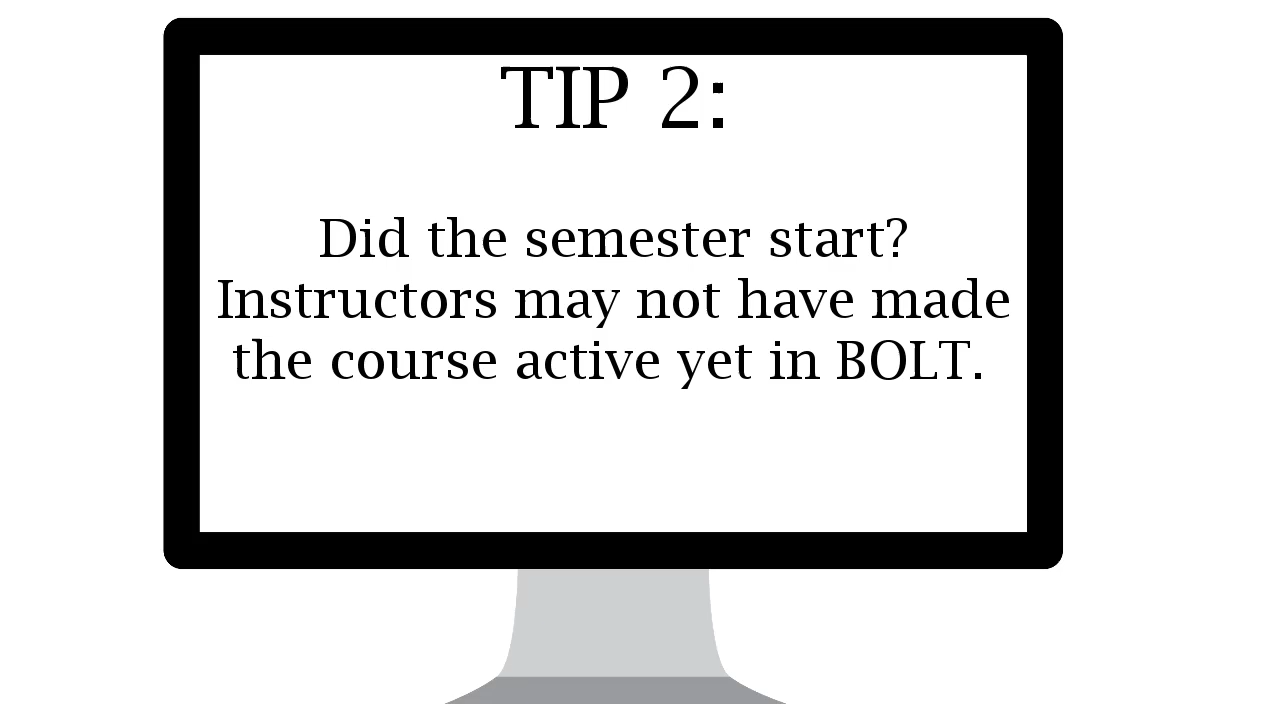 TIP 2:
Did the semester start?
Instructors may not have made
the course active yet in BOLT.